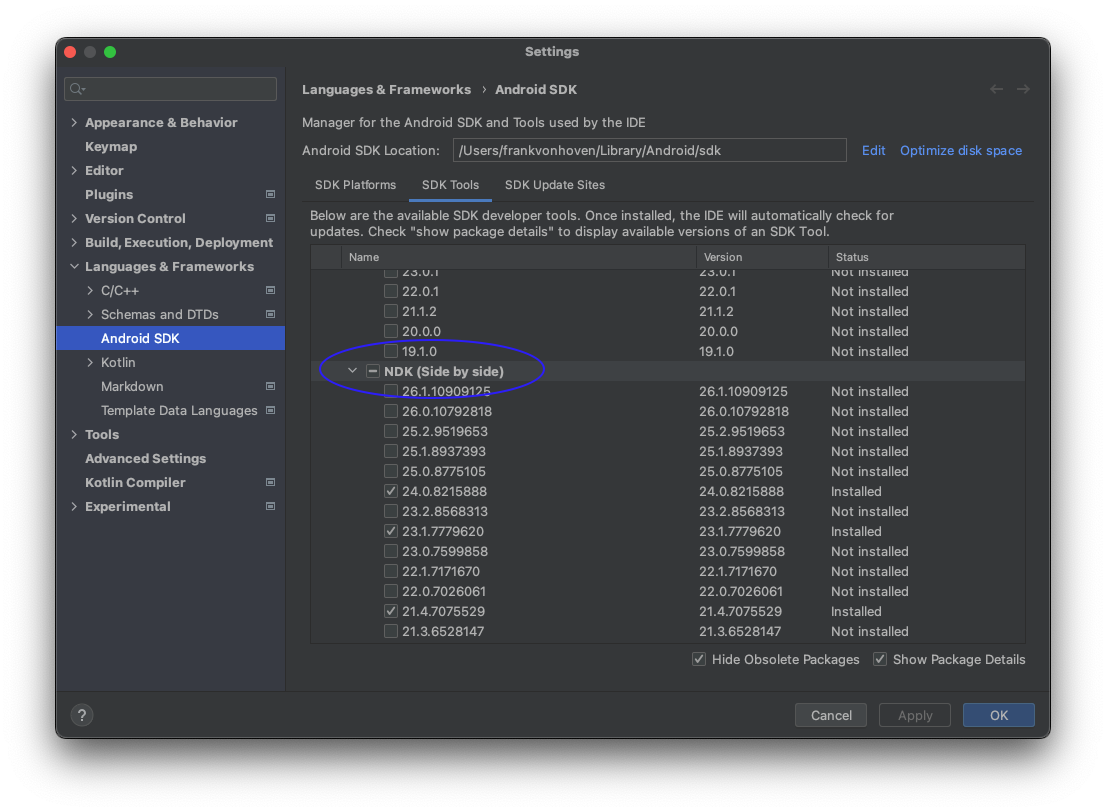 Settings
Appearance & Behavior
Keymap
Editor
Plugins
Version Control
Build, Execution, Deployment
Languages & Frameworks
C/C++
Schemas and DTDs
Android SDK
Kotlin
Markdown
Template Data Languages
Tools
Advanced Settings
Kotlin Compiler
Experimental
Languages & Frameworks › Android SDK
Manager for the Android SDK and Tools used by the IDE
Android SDK Location: /Users/frankvonhoven/Library/Android/sdk Edit Optimize disk space
SDK Platforms SDK Tools SDK Update Sites
Below are the available SDK developer tools. Once installed, the IDE will automatically check for
updates. Check "show package details" to display available versions of an SDK Tool.
Name Version Status
23.0.1 23.0.1 Not installed
22.0.1 22.0.1 Not installed
21.1.2 21.1.2 Not installed
20.0.0 20.0.0 Not installed
19.1.0 19.1.0 Not installed
NDK (Side by side)
26.1.10909125 26.1.10909125 Not installed
26.0.10792818 26.0.10792818 Not installed
25.2.9519653 25.2.9519653 Not installed
25.1.8937393 25.1.8937393 Not installed
25.0.8775105 25.0.8775105 Not installed
24.0.8215888 24.0.8215888 Installed
23.2.8568313 23.2.8568313 Not installed
23.1.7779620 23.1.7779620 Installed
23.0.7599858 23.0.7599858 Not installed
22.1.7171670 22.1.7171670 Not installed
22.0.7026061 22.0.7026061 Not installed
21.4.7075529 21.4.7075529 Installed
21.3.6528147 21.3.6528147 Not installed
Hide Obsolete Packages Show Package Details
? Cancel Apply OK